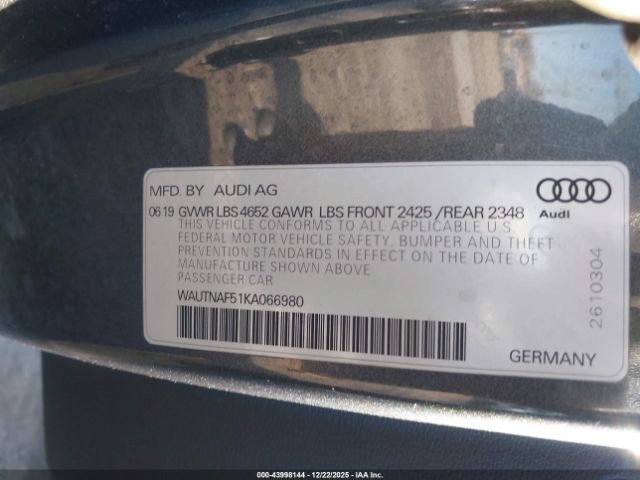 MFD. BY AUDI AG
06 19 GVWR LBS 4652 GAWR LBS FRONT 2425 /REAR 2348
Audi
THIS VEHICLE CONFORMS TO ALL APPLICABLE U S
FEDERAL MOTOR VEHICLE SAFETY, BUMPER AND THEFT
PREVENTION STANDARDS IN EFFECT ON THE DATE OF
MANUFACTURE SHOWN ABOVE
PASSENGER CAR
WAUTNAF51KA066980
2610304
GERMANY
000-43998144 - 12/22/2025 - IAA Inc.